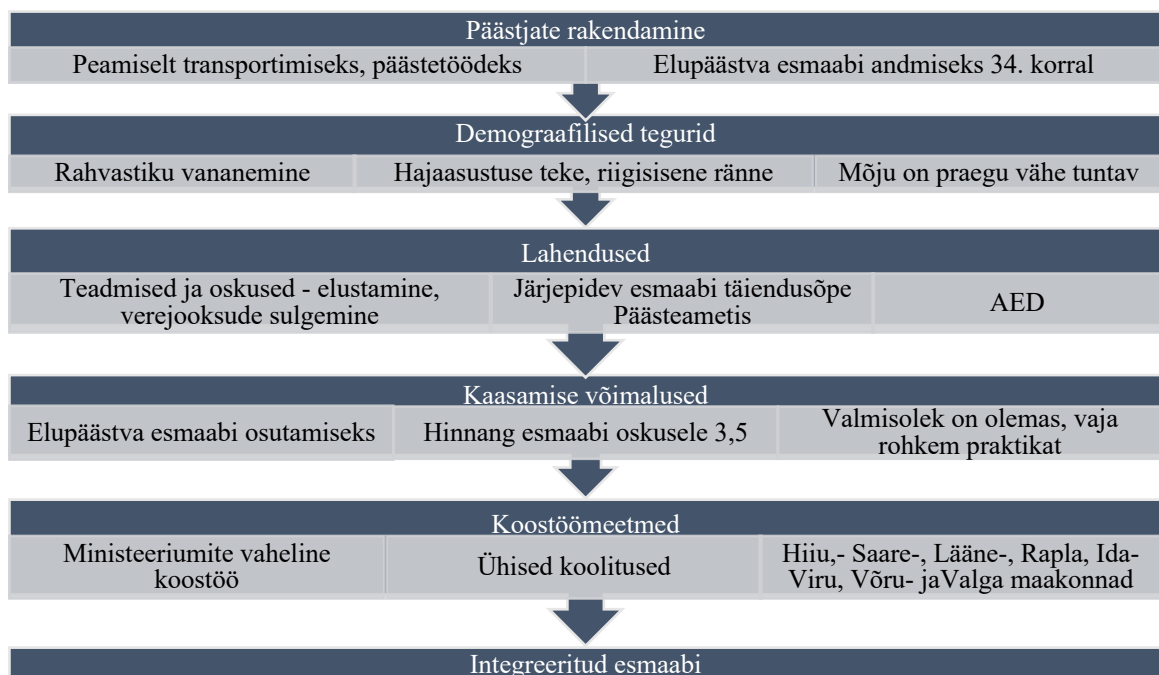 Päästjate rakendamine
Peamiselt transportimiseks, päästetöödeks
Elupäästva esmaabi andmiseks 34. korral
Demograafilised tegurid
Rahvastiku vananemine
Hajaasustuse teke, riigisisene ränne
Mõju on praegu vähe tuntav
Lahendused
Teadmised ja oskused - elustamine,
verejooksude sulgemine
Järjepidev esmaabi täiendusõpe
Päästeametis
AED
Kaasamise võimalused
Elupäästva esmaabi osutamiseks
Hinnang esmaabi oskusele 3,5
Valmisolek on olemas, vaja
rohkem praktikat
Koostöömeetmed
Ministeeriumite vaheline
koostöö
Ühised koolitused
Hiiu,- Saare-, Lääne-, Rapla, Ida-
Viru, Võru- jaValga maakonnad
Integreeritud esmaabi